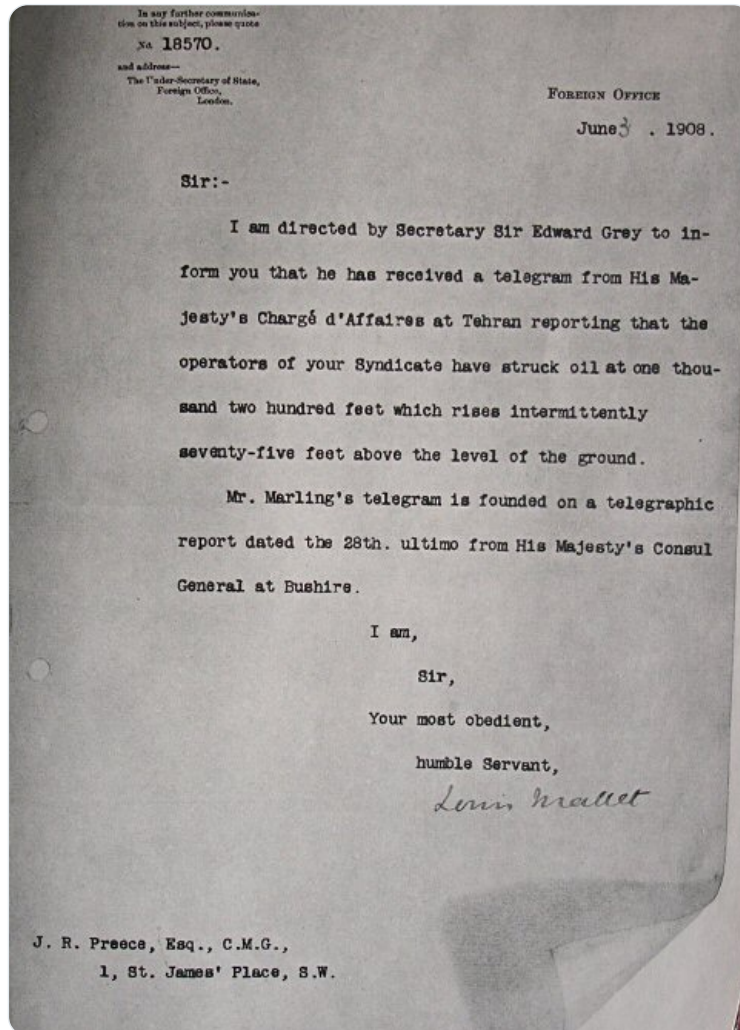 In any further communica-
tion on this subject, please quote
No 18570.
and address—
The Under-Secretary of State,
Foreign Office,
London.
FOREIGN OFFICE
June 3 . 1908.
Sir:-
I am directed by Secretary Sir Edward Grey to in-
form you that he has received a telegram from His Ma-
jesty's Chargé d'Affaires at Tehran reporting that the
operators of your Syndicate have struck oil at one thou-
sand two hundred feet which rises intermittently
seventy-five feet above the level of the ground.
Mr. Marling's telegram is founded on a telegraphic
report dated the 28th. ultimo from His Majesty's Consul
General at Bushire.
I am,
Sir,
Your most obedient,
humble Servant,
Louis Mallet
J. R. Preece, Esq., C.M.G.,
1, St. James' Place, S.W.